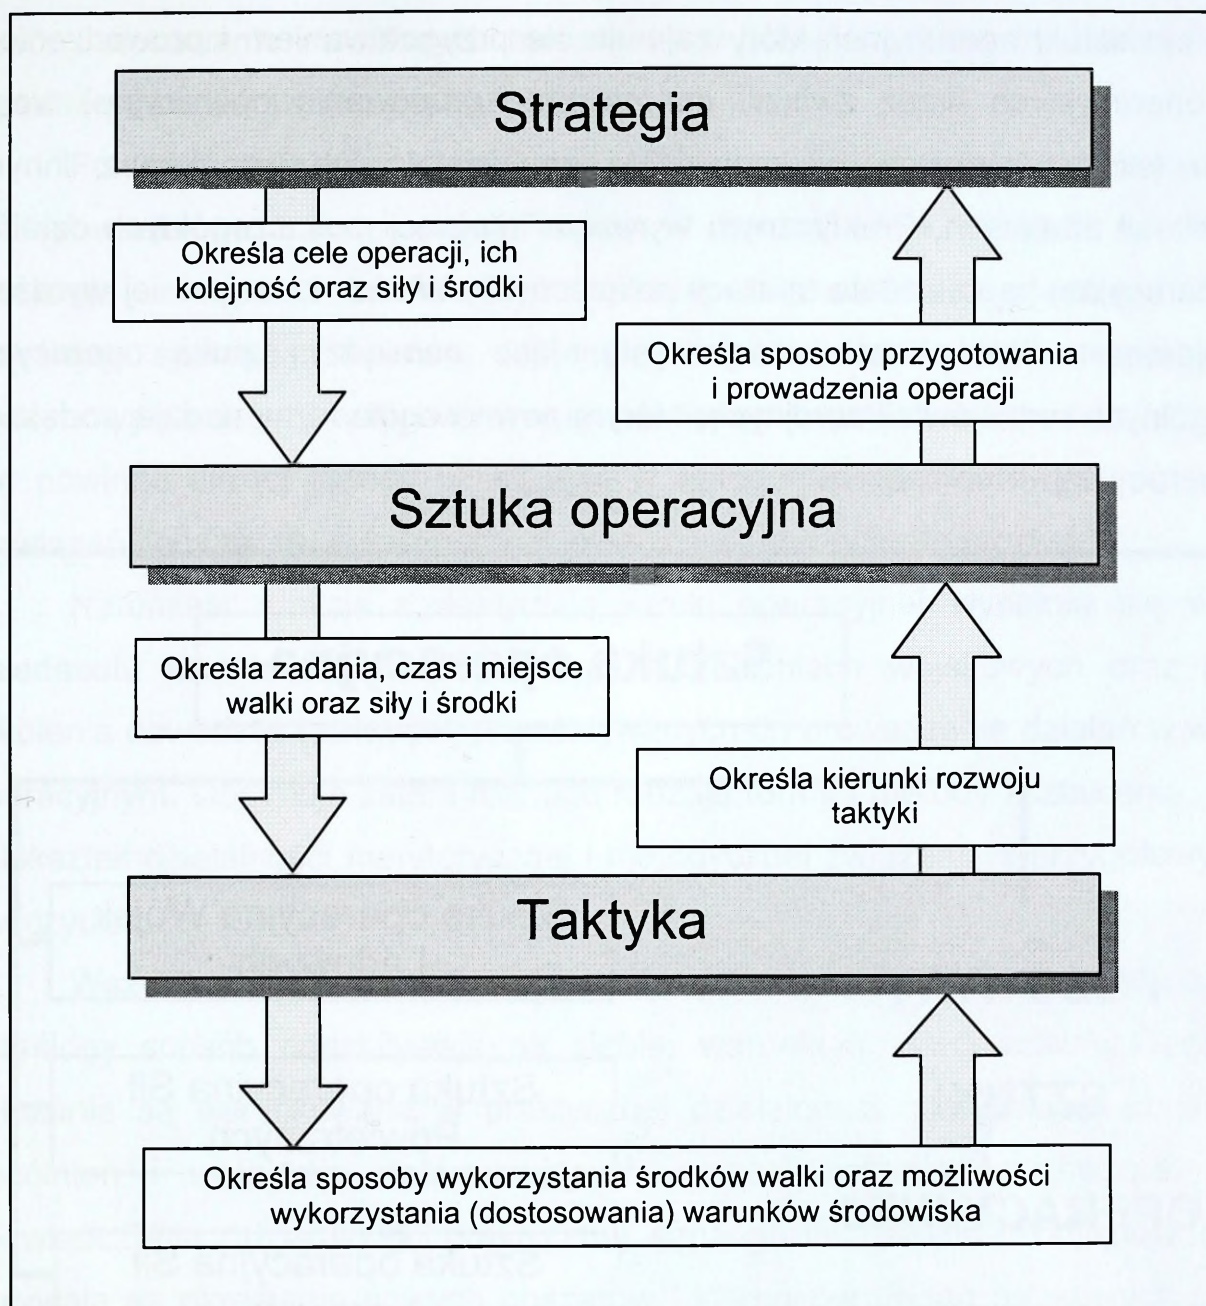 Strategia
Określa cele operacji, ich
kolejność oraz siły i środki
Określa sposoby przygotowania
i prowadzenia operacji
Sztuka operacyjna
Określa zadania, czas i miejsce
walki oraz siły i środki
Określa kierunki rozwoju
taktyki
Taktyka
Określa sposoby wykorzystania środków walki oraz możliwości
wykorzystania (dostosowania) warunków środowiska